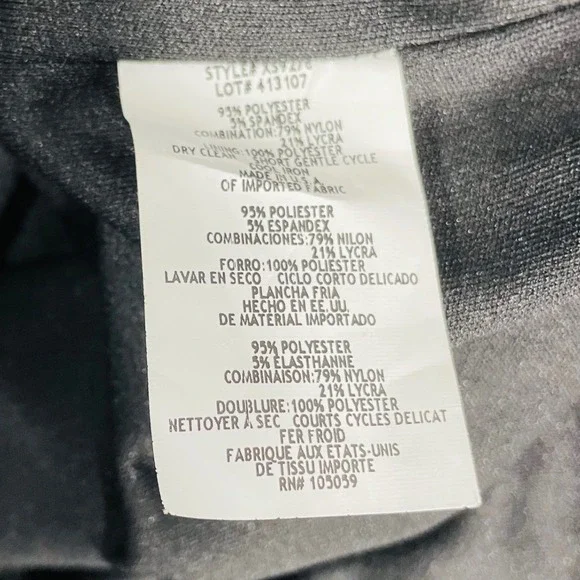 STYLE# X59278
LOT# 413107
95% POLYESTER
5% SPANDEX
COMBINATION:79% NYLON
21% LYCRA
LINING:100% POLYESTER
DRY CLEAN SHORT GENTLE CYCLE
COOL IRON
MADE IN U.S.A.
OF IMPORTED FABRIC
95% POLIESTER
5% ESPANDEX
COMBINACIONES:79% NILON
21% LYCRA
FORRO:100% POLIESTER
LAVAR EN SECO CICLO CORTO DELICADO
PLANCHA FRIA
HECHO EN EE.UU.
DE MATERIAL IMPORTADO
95% POLYESTER
5% ELASTHANNE
COMBINAISON:79% NYLON
21% LYCRA
DOUBLURE:100% POLYESTER
NETTOYER A SEC COURTS CYCLES DELICAT
FER FROID
FABRIQUE AUX ETATS-UNIS
DE TISSU IMPORTE
RN# 105059